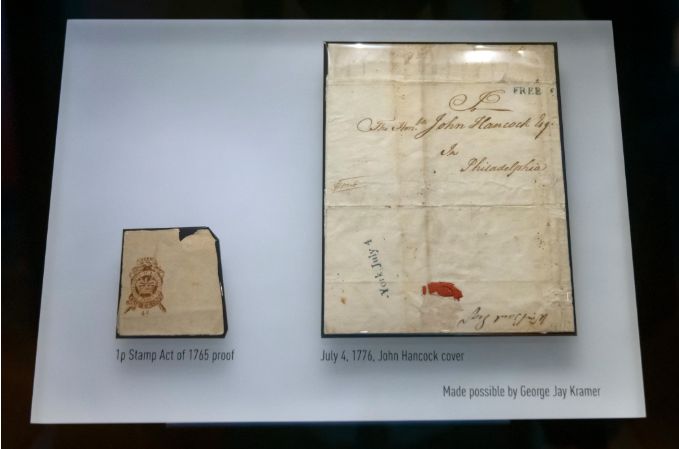 FREE
To
The Hon.ble John Hancock Esq.
In
Philadelphia
York July 4
1p Stamp Act of 1765 proof
July 4, 1776, John Hancock cover
Made possible by George Jay Kramer